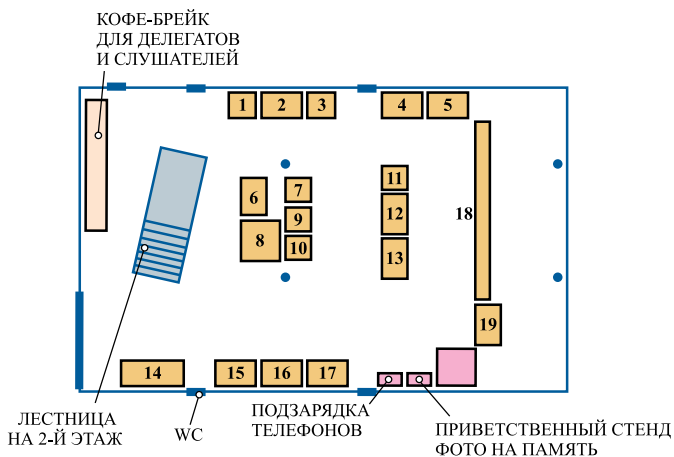 КОФЕ-БРЕЙК
ДЛЯ ДЕЛЕГАТОВ
И СЛУШАТЕЛЕЙ
1 2 3 4 5
6 7 8 9 10
11 12 13
18
19
14 15 16 17
ЛЕСТНИЦА
НА 2-Й ЭТАЖ
WC
ПОДЗАРЯДКА
ТЕЛЕФОНОВ
ПРИВЕТСТВЕННЫЙ СТЕНД
ФОТО НА ПАМЯТЬ